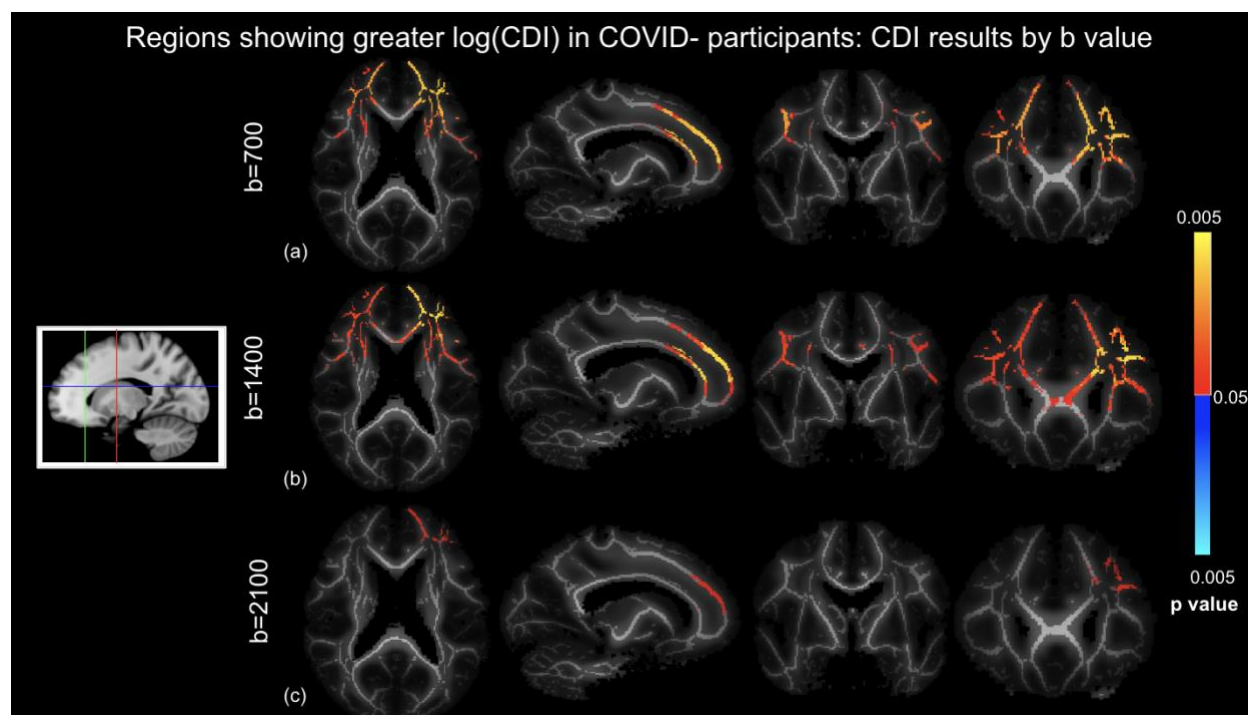 Regions showing greater log(CDI) in COVID- participants: CDI results by b value
b=700
(a)
0.005
b=1400
0.05
(b)
b=2100
0.005
p value
(c)